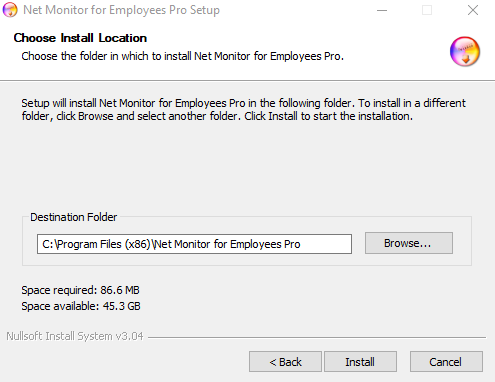 Net Monitor for Employees Pro Setup
Choose Install Location
Choose the folder in which to install Net Monitor for Employees Pro.
Setup will install Net Monitor for Employees Pro in the following folder. To install in a different
folder, click Browse and select another folder. Click Install to start the installation.
Destination Folder
C:\Program Files (x86)\Net Monitor for Employees Pro
Browse...
Space required: 86.6 MB
Space available: 45.3 GB
Nullsoft Install System v3.04
< Back
Install
Cancel